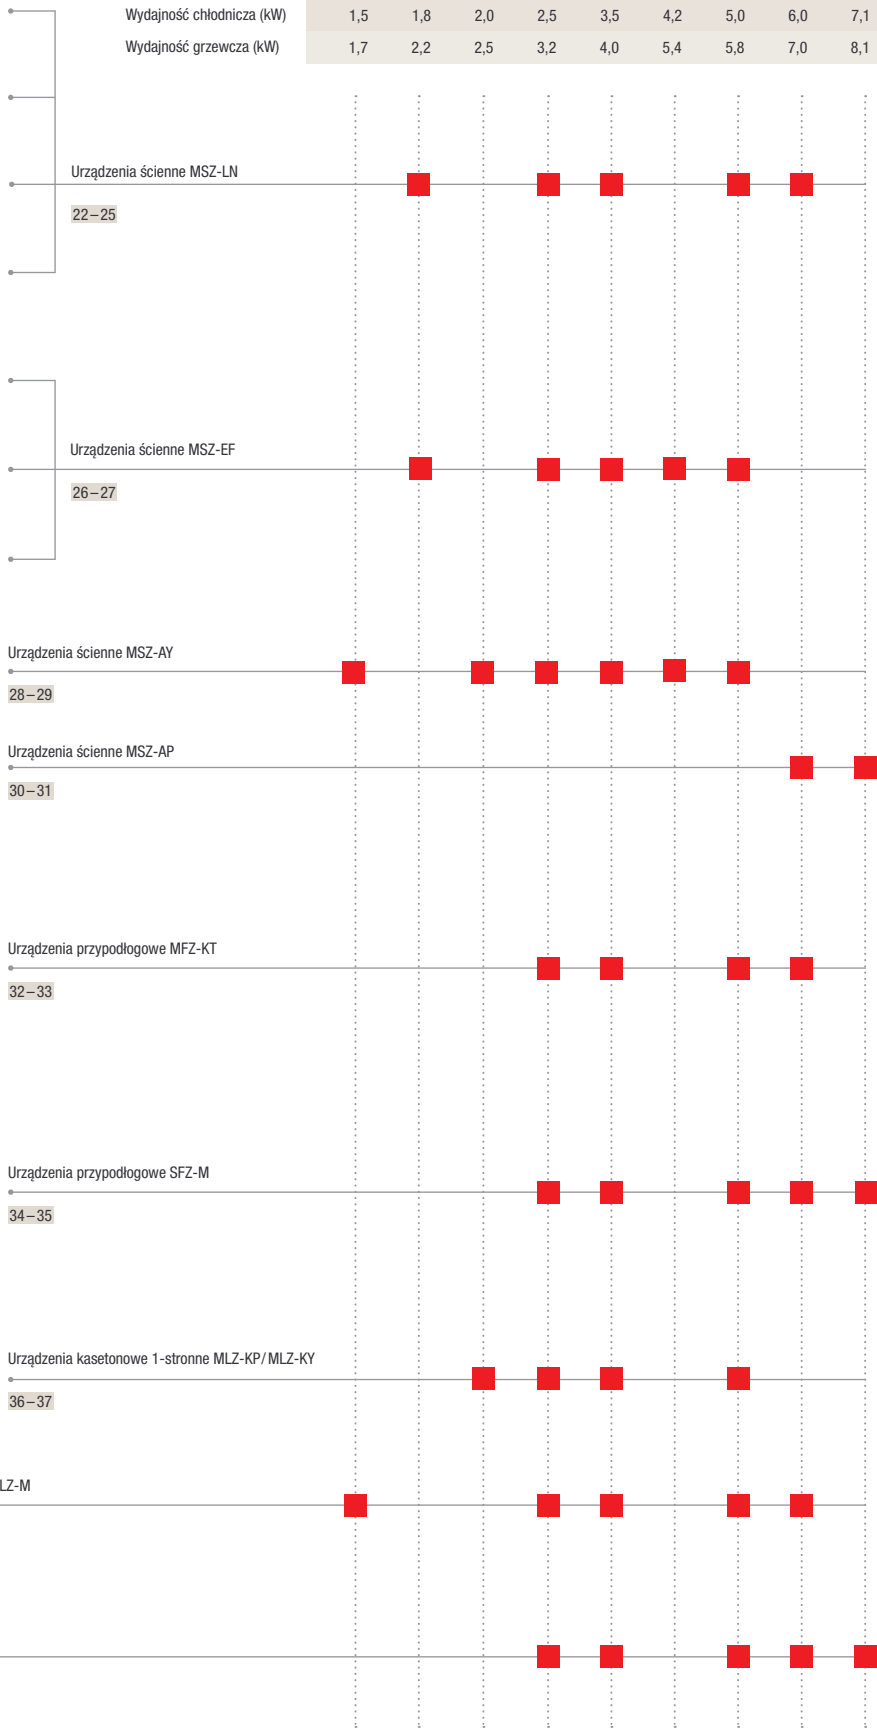 Wydajność chłodnicza (kW) 1,5 1,8 2,0 2,5 3,5 4,2 5,0 6,0 7,1
Wydajność grzewcza (kW) 1,7 2,2 2,5 3,2 4,0 5,4 5,8 7,0 8,1
Urządzenia ścienne MSZ-LN
22–25
Urządzenia ścienne MSZ-EF
26–27
Urządzenia ścienne MSZ-AY
28–29
Urządzenia ścienne MSZ-AP
30–31
Urządzenia przypodłogowe MFZ-KT
32–33
Urządzenia przypodłogowe SFZ-M
34–35
Urządzenia kasetonowe 1-stronne MLZ-KP/MLZ-KY
36–37
LZ-M